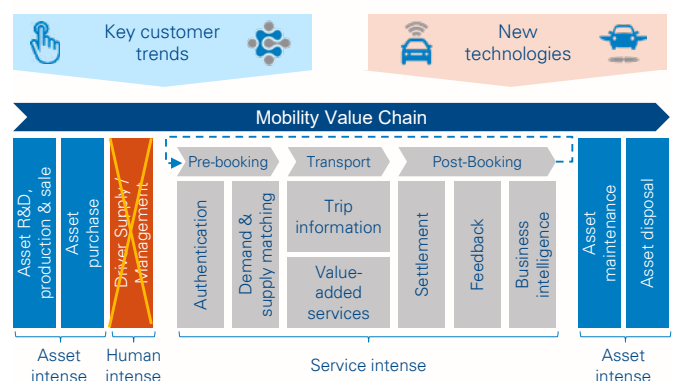 Key customer
trends
New
technologies
Mobility Value Chain
Pre-booking
Transport
Post-Booking
Asset R&D,
production & sale
Asset
purchase
Driver Supply /
Management
Authentication
Demand &
supply matching
Trip
information
Value-
added
services
Settlement
Feedback
Business
intelligence
Asset
maintenance
Asset disposal
Asset
intense
Human
intense
Service intense
Asset
intense